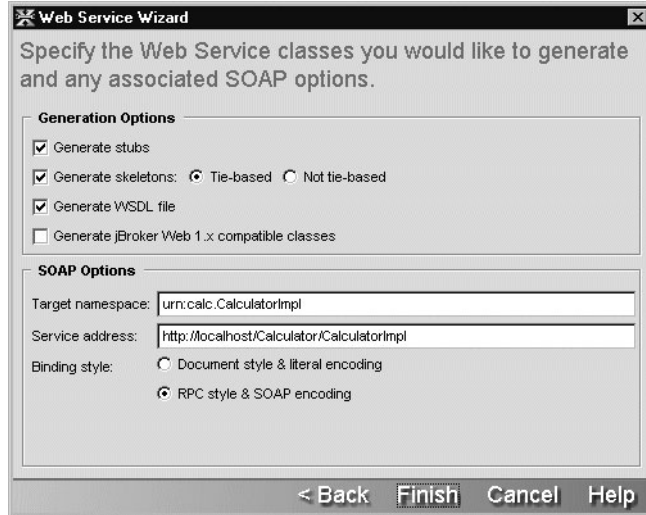 Web Service Wizard
Specify the Web Service classes you would like to generate
and any associated SOAP options.
Generation Options
Generate stubs
Generate skeletons: Tie-based Not tie-based
Generate WSDL file
Generate jBroker Web 1.x compatible classes
SOAP Options
Target namespace: urn:calc.CalculatorImpl
Service address: http://localhost/Calculator/CalculatorImpl
Binding style: Document style & literal encoding
RPC style & SOAP encoding
< Back Finish Cancel Help